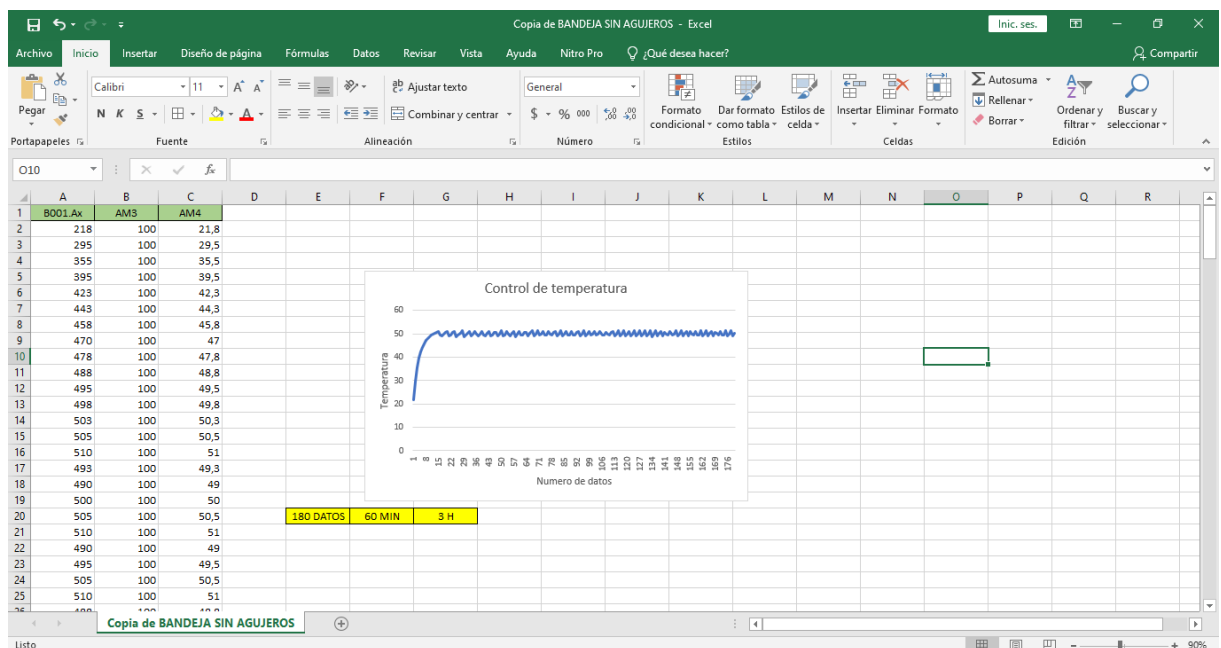 Copia de BANDEJA SIN AGUJEROS - Excel
Inic. ses.
Archivo Inicio Insertar Diseño de página Fórmulas Datos Revisar Vista Ayuda Nitro Pro ¿Qué desea hacer? Compartir
Pegar
Calibri 11
N K S
Ajustar texto
Combinar y centrar
General
$ % 000
Formato condicional
Dar formato como tabla
Estilos de celda
Insertar Eliminar Formato
Autosuma
Rellenar
Borrar
Ordenar y filtrar
Buscar y seleccionar
Portapapeles Fuente Alineación Número Estilos Celdas Edición
O10 fx
A B C D E F G H I J K L M N O P Q R
1 B001.Ax AM3 AM4
2 218 100 21,8
3 295 100 29,5
4 355 100 35,5
5 395 100 39,5
6 423 100 42,3
7 443 100 44,3
8 458 100 45,8
9 470 100 47
10 478 100 47,8
11 488 100 48,8
12 495 100 49,5
13 498 100 49,8
14 503 100 50,3
15 505 100 50,5
16 510 100 51
17 493 100 49,3
18 490 100 49
19 500 100 50
20 505 100 50,5 180 DATOS 60 MIN 3 H
21 510 100 51
22 490 100 49
23 495 100 49,5
24 505 100 50,5
25 510 100 51
Control de temperatura
60
50
40
30
20
10
0
Temperatura
1 8 15 22 29 36 43 50 57 64 71 78 85 92 99 106 113 120 127 134 141 148 155 162 169 176
Numero de datos
Copia de BANDEJA SIN AGUJEROS
Listo
90%